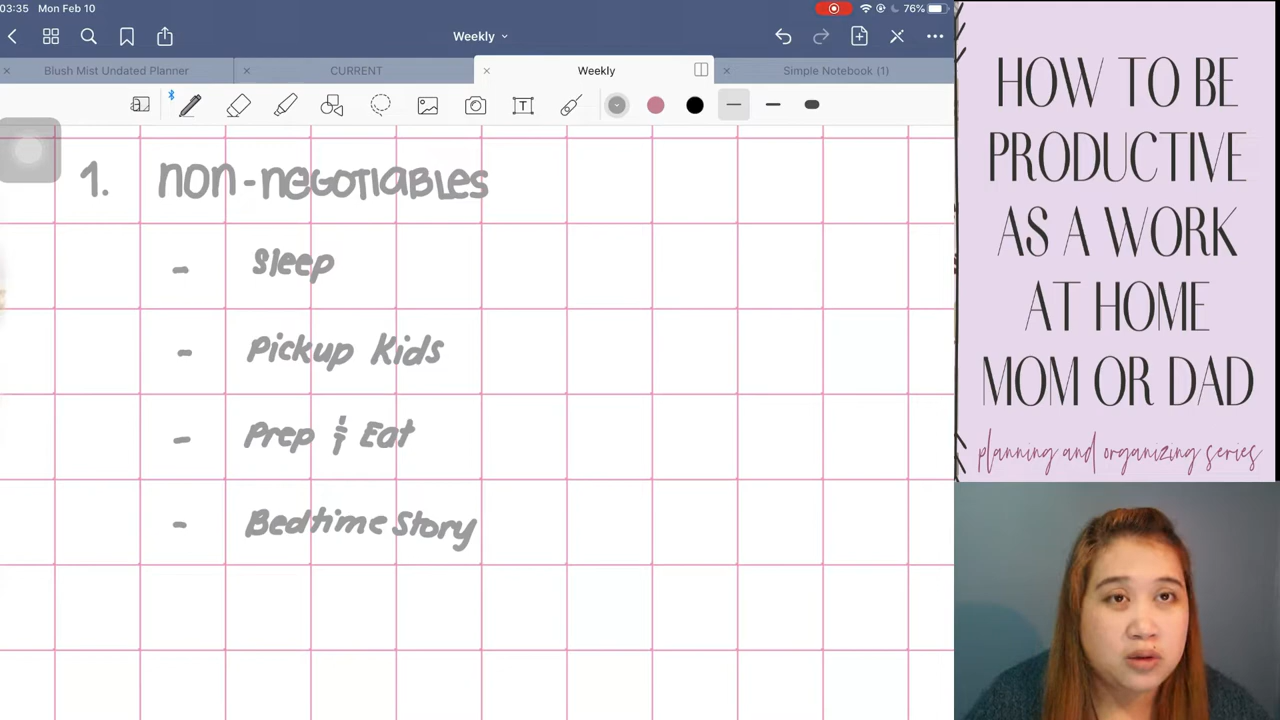 03:35 Mon Feb 10
76%
Weekly
Blush Mist Undated Planner
CURRENT
Weekly
Simple Notebook (1)
T
1. NON-NEGOTIABLES
- Sleep
- Pickup Kids
- Prep & Eat
- Bedtime Story
HOW TO BE
PRODUCTIVE
AS A WORK
AT HOME
MOM OR DAD
planning and organizing series